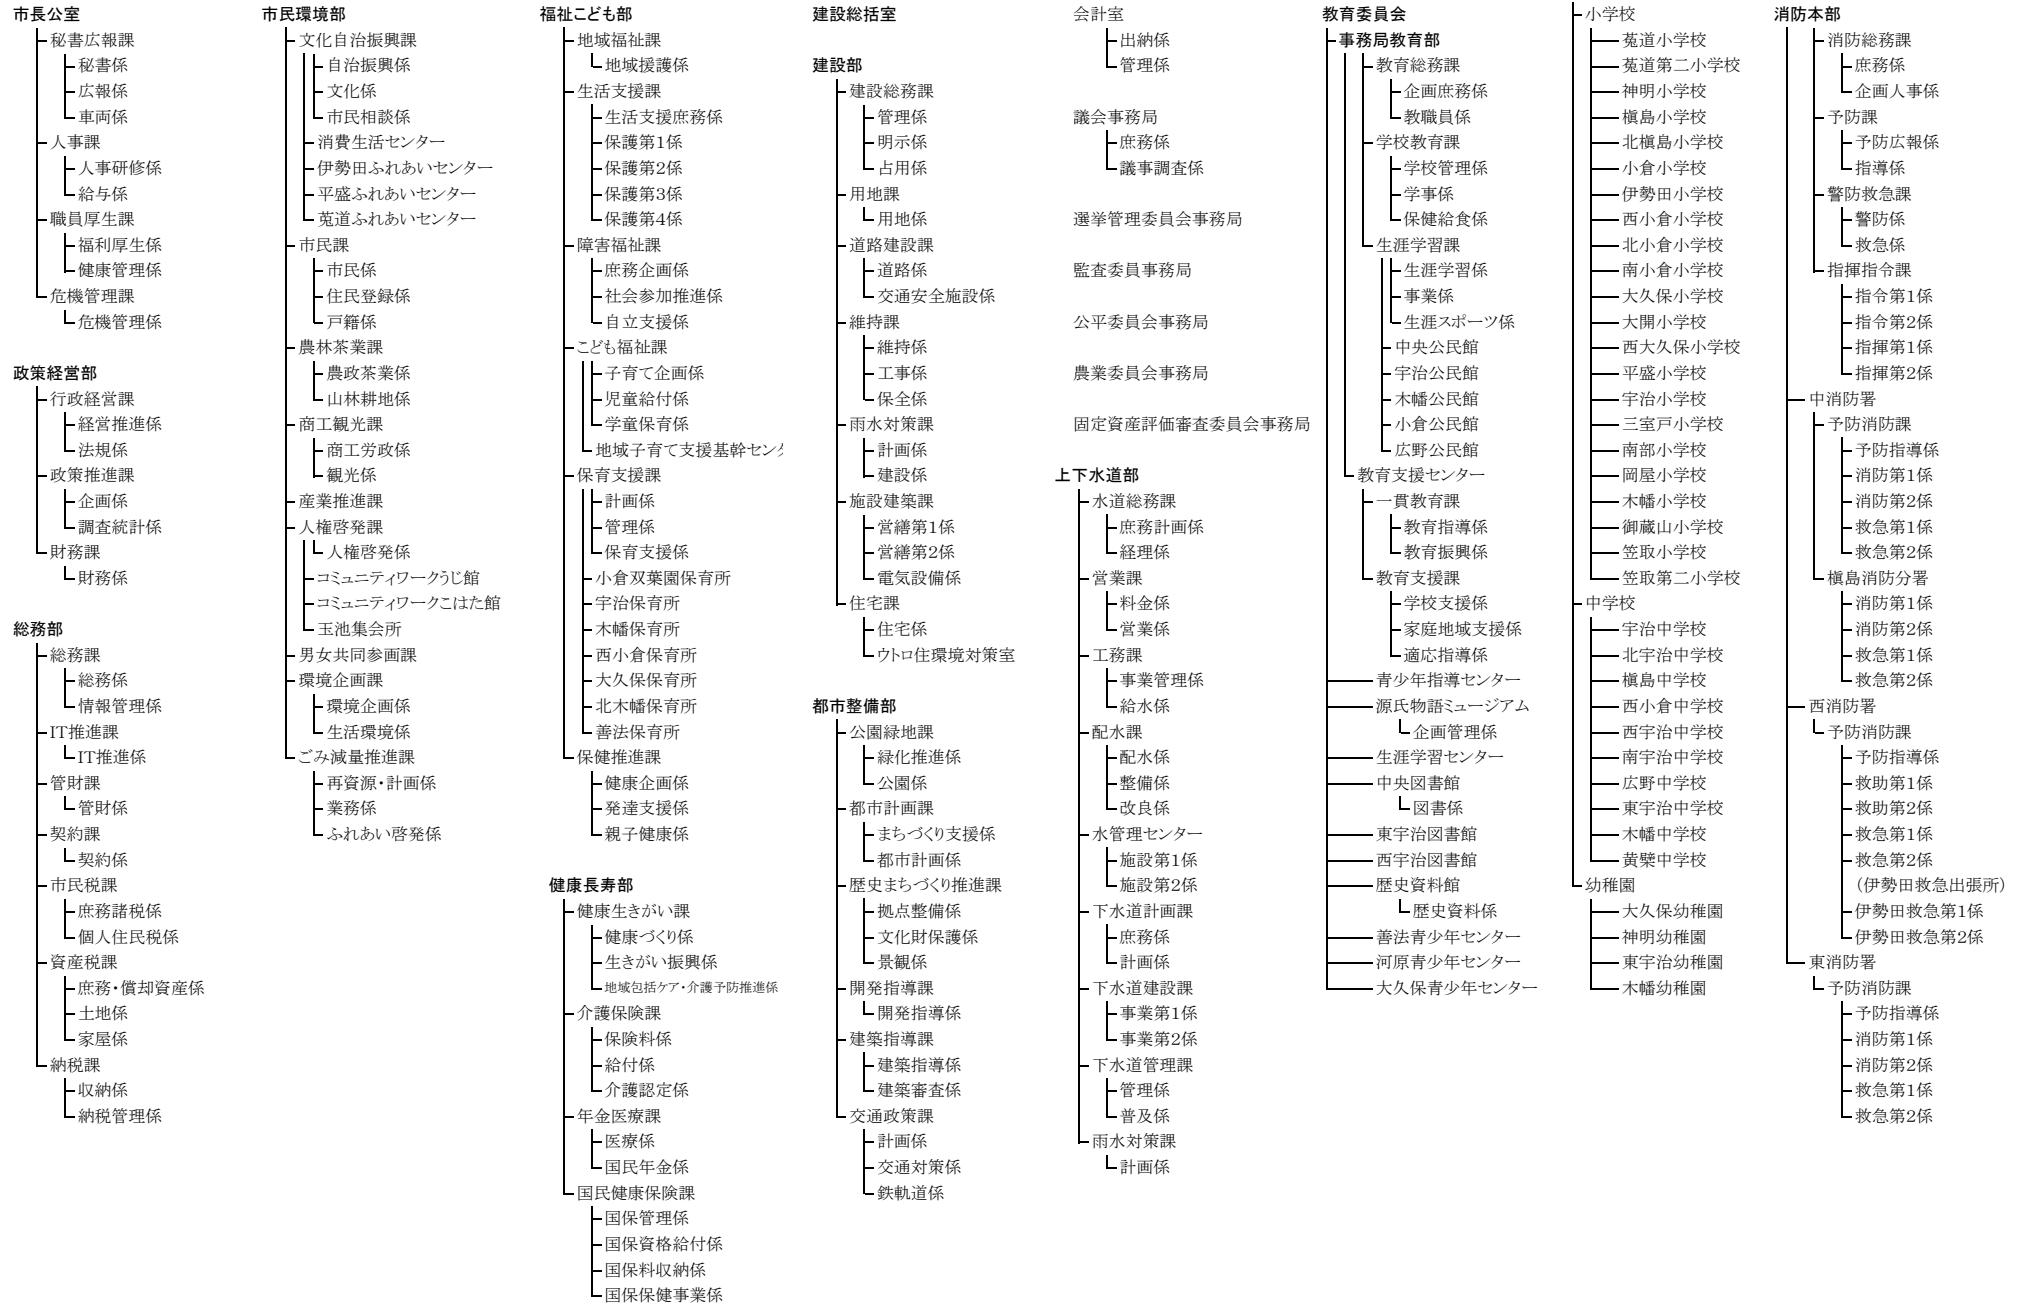 市長公室
秘書広報課
秘書係
広報係
車両係
人事課
人事研修係
給与係
職員厚生課
福利厚生係
健康管理係
危機管理課
危機管理係
政策経営部
行政経営課
経営推進係
法規係
政策推進課
企画係
調査統計係
財務課
財務係
総務部
総務課
総務係
情報管理係
IT推進課
IT推進係
管財課
管財係
契約課
契約係
市民税課
庶務諸税係
個人住民税係
資産税課
庶務・償却資産係
土地係
家屋係
納税課
収納係
納税管理係
市民環境部
文化自治振興課
自治振興係
文化係
市民相談係
消費生活センター
伊勢田ふれあいセンター
平盛ふれあいセンター
菟道ふれあいセンター
市民課
市民係
住民登録係
戸籍係
農林茶業課
農政茶業係
山林耕地係
商工観光課
商工労政係
観光係
産業推進課
人権啓発課
人権啓発係
コミュニティワークうじ館
コミュニティワークこはた館
玉池集会所
男女共同参画課
環境企画課
環境企画係
生活環境係
ごみ減量推進課
再資源・計画係
業務係
ふれあい啓発係
福祉こども部
地域福祉課
地域援護係
生活支援課
生活支援庶務係
保護第1係
保護第2係
保護第3係
保護第4係
障害福祉課
庶務企画係
社会参加推進係
自立支援係
こども福祉課
子育て企画係
児童給付係
学童保育係
地域子育て支援基幹セン
保育支援課
計画係
管理係
保育支援係
小倉双葉園保育所
宇治保育所
木幡保育所
西小倉保育所
大久保保育所
北木幡保育所
善法保育所
保健推進課
健康企画係
発達支援係
親子健康係
健康長寿部
健康生きがい課
健康づくり係
生きがい振興係
地域包括ケア・介護予防推進係
介護保険課
保険料係
給付係
介護認定係
年金医療課
医療係
国民年金係
国民健康保険課
国保管理係
国保資格給付係
国保料収納係
国保保健事業係
建設総括室
建設部
建設総務課
管理係
明示係
占用係
用地課
用地係
道路建設課
道路係
交通安全施設係
維持課
維持係
工事係
保全係
雨水対策課
計画係
建設係
施設建築課
営繕第1係
営繕第2係
電気設備係
住宅課
住宅係
ウトロ住環境対策室
都市整備部
公園緑地課
緑化推進係
公園係
都市計画課
まちづくり支援係
都市計画係
歴史まちづくり推進課
拠点整備係
文化財保護係
景観係
開発指導課
開発指導係
建築指導課
建築指導係
建築審査係
交通政策課
計画係
交通対策係
鉄軌道係
会計室
出納係
管理係
議会事務局
庶務係
議事調査係
選挙管理委員会事務局
監査委員事務局
公平委員会事務局
農業委員会事務局
固定資産評価審査委員会事務局
上下水道部
水道総務課
庶務計画係
経理係
営業課
料金係
営業係
工務課
事業管理係
給水係
配水課
配水係
整備係
改良係
水管理センター
施設第1係
施設第2係
下水道計画課
庶務係
計画係
下水道建設課
事業第1係
事業第2係
下水道管理課
管理係
普及係
雨水対策課
計画係
教育委員会
事務局教育部
教育総務課
企画庶務係
教職員係
学校教育課
学校管理係
学事係
保健給食係
生涯学習課
生涯学習係
事業係
生涯スポーツ係
中央公民館
宇治公民館
木幡公民館
小倉公民館
広野公民館
教育支援センター
一貫教育課
教育指導係
教育振興係
教育支援課
学校支援係
家庭地域支援係
適応指導係
青少年指導センター
源氏物語ミュージアム
企画管理係
生涯学習センター
中央図書館
図書係
東宇治図書館
西宇治図書館
歴史資料館
歴史資料係
善法青少年センター
河原青少年センター
大久保青少年センター
小学校
菟道小学校
菟道第二小学校
神明小学校
槇島小学校
北槇島小学校
小倉小学校
伊勢田小学校
西小倉小学校
北小倉小学校
南小倉小学校
大久保小学校
大開小学校
西大久保小学校
平盛小学校
宇治小学校
三室戸小学校
南部小学校
岡屋小学校
木幡小学校
御蔵山小学校
笠取小学校
笠取第二小学校
中学校
宇治中学校
北宇治中学校
槇島中学校
西小倉中学校
西宇治中学校
南宇治中学校
広野中学校
東宇治中学校
木幡中学校
黄檗中学校
幼稚園
大久保幼稚園
神明幼稚園
東宇治幼稚園
木幡幼稚園
消防本部
消防総務課
庶務係
企画人事係
予防課
予防広報係
指導係
警防救急課
警防係
救急係
指揮指令課
指令第1係
指令第2係
指揮第1係
指揮第2係
中消防署
予防消防課
予防指導係
消防第1係
消防第2係
救急第1係
救急第2係
槇島消防分署
消防第1係
消防第2係
救急第1係
救急第2係
西消防署
予防消防課
予防指導係
救助第1係
救助第2係
救急第1係
救急第2係
(伊勢田救急出張所)
伊勢田救急第1係
伊勢田救急第2係
東消防署
予防消防課
予防指導係
消防第1係
消防第2係
救急第1係
救急第2係